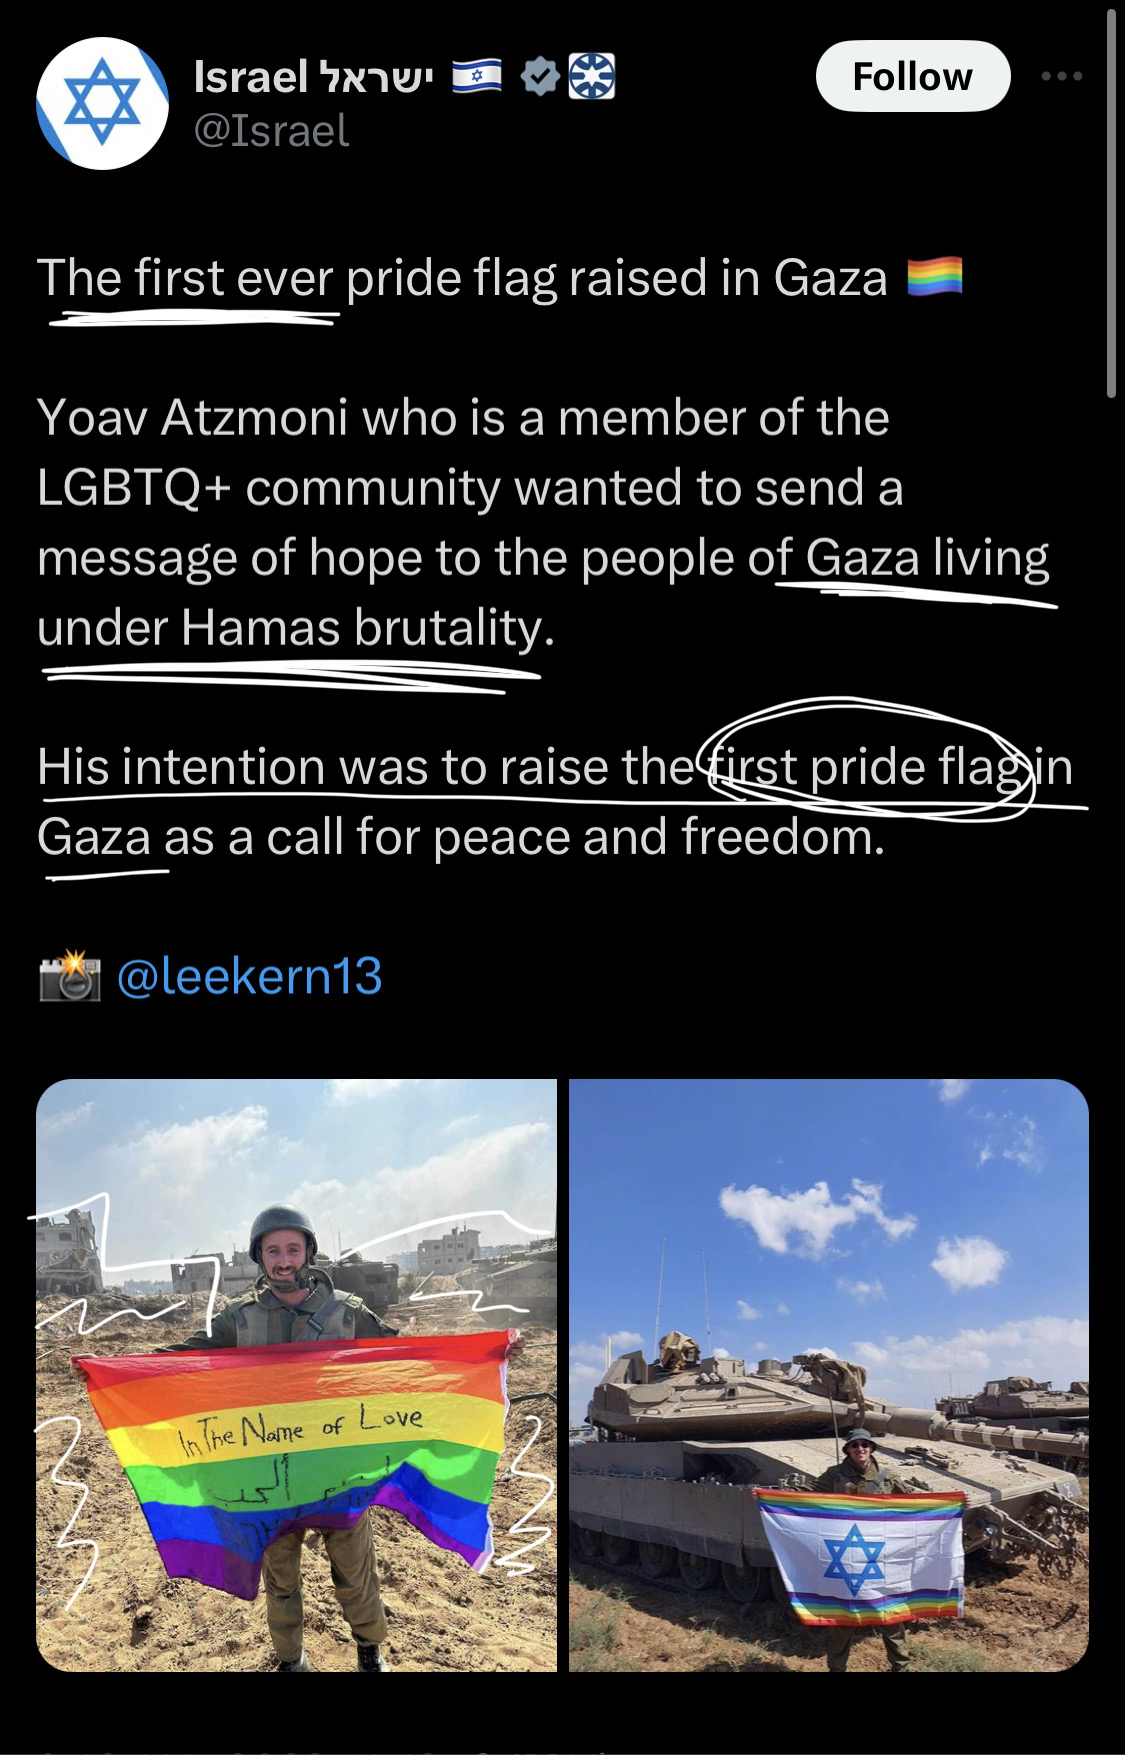 Israel ישראל
Follow
@Israel
The first ever pride flag raised in Gaza
Yoav Atzmoni who is a member of the
LGBTQ+ community wanted to send a
message of hope to the people of Gaza living
under Hamas brutality.
His intention was to raise the first pride flag in
Gaza as a call for peace and freedom.
@leekern13
In The Name of Love
الحب